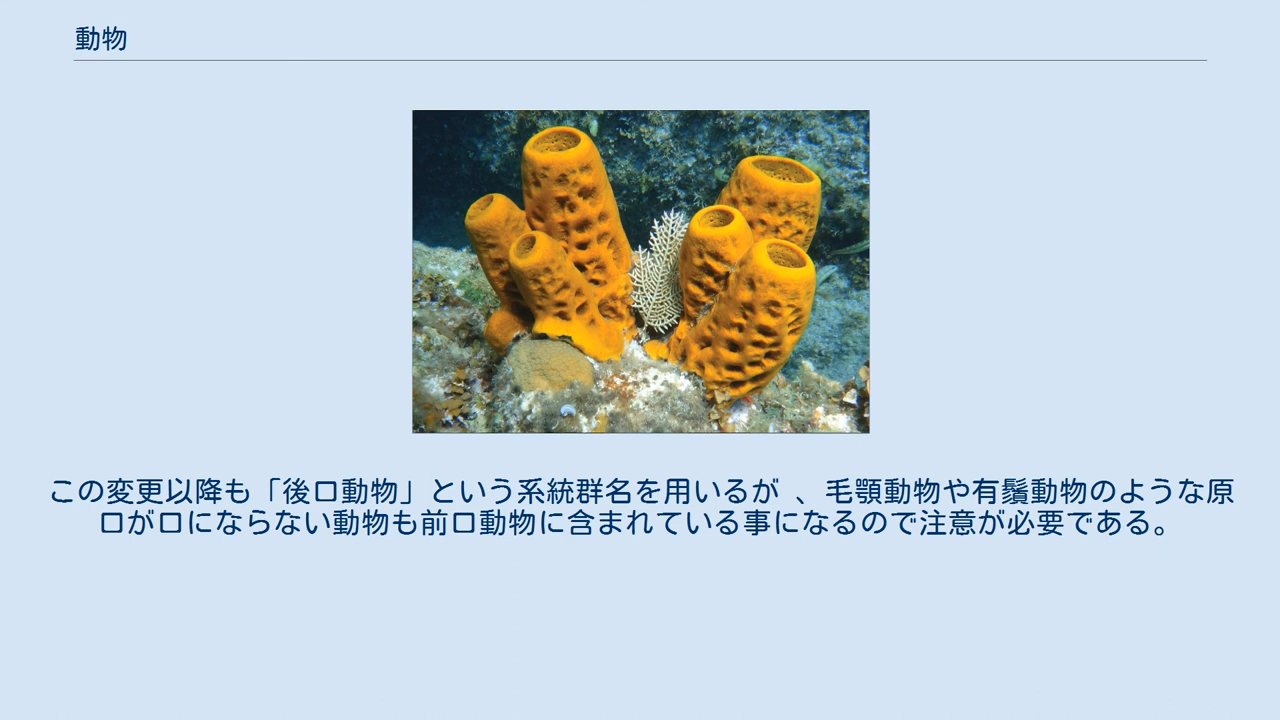 動物
この変更以降も「後口動物」という系統群名を用いるが 、毛顎動物や有鬚動物のような原
口が口にならない動物も前口動物に含まれている事になるので注意が必要である。